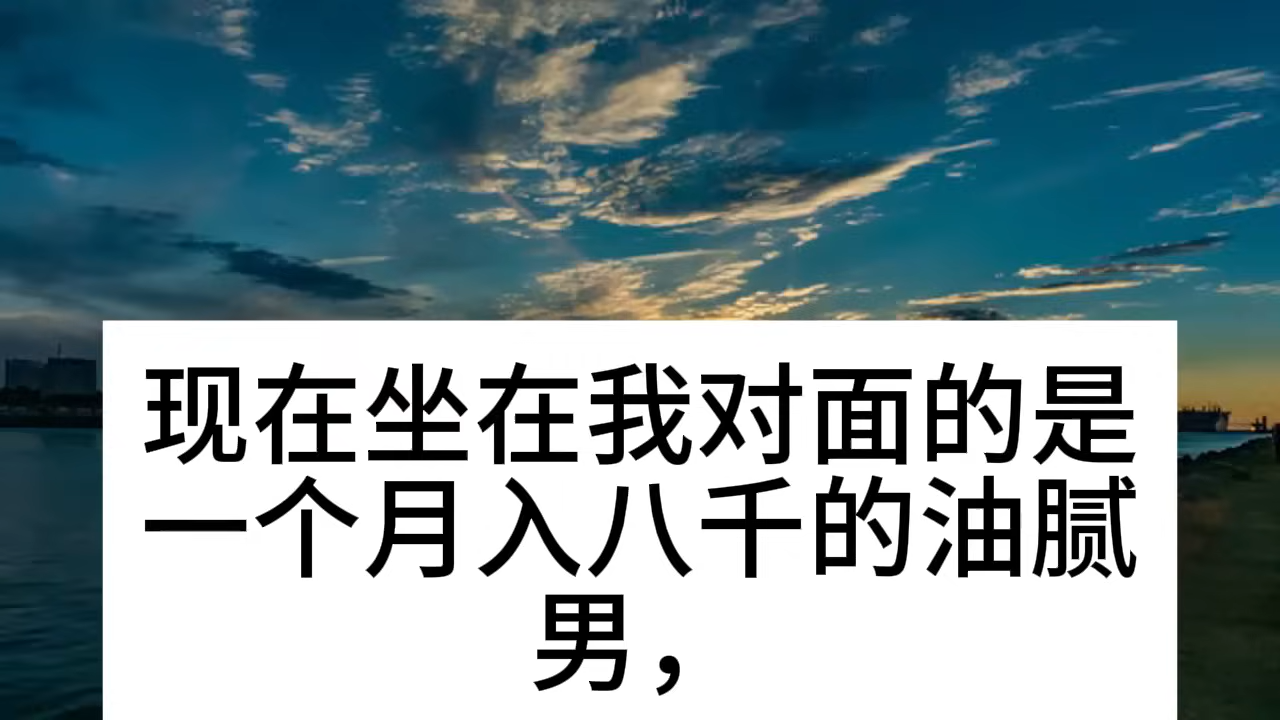 现在坐在我对面的是
一个月入八千的油腻
男，